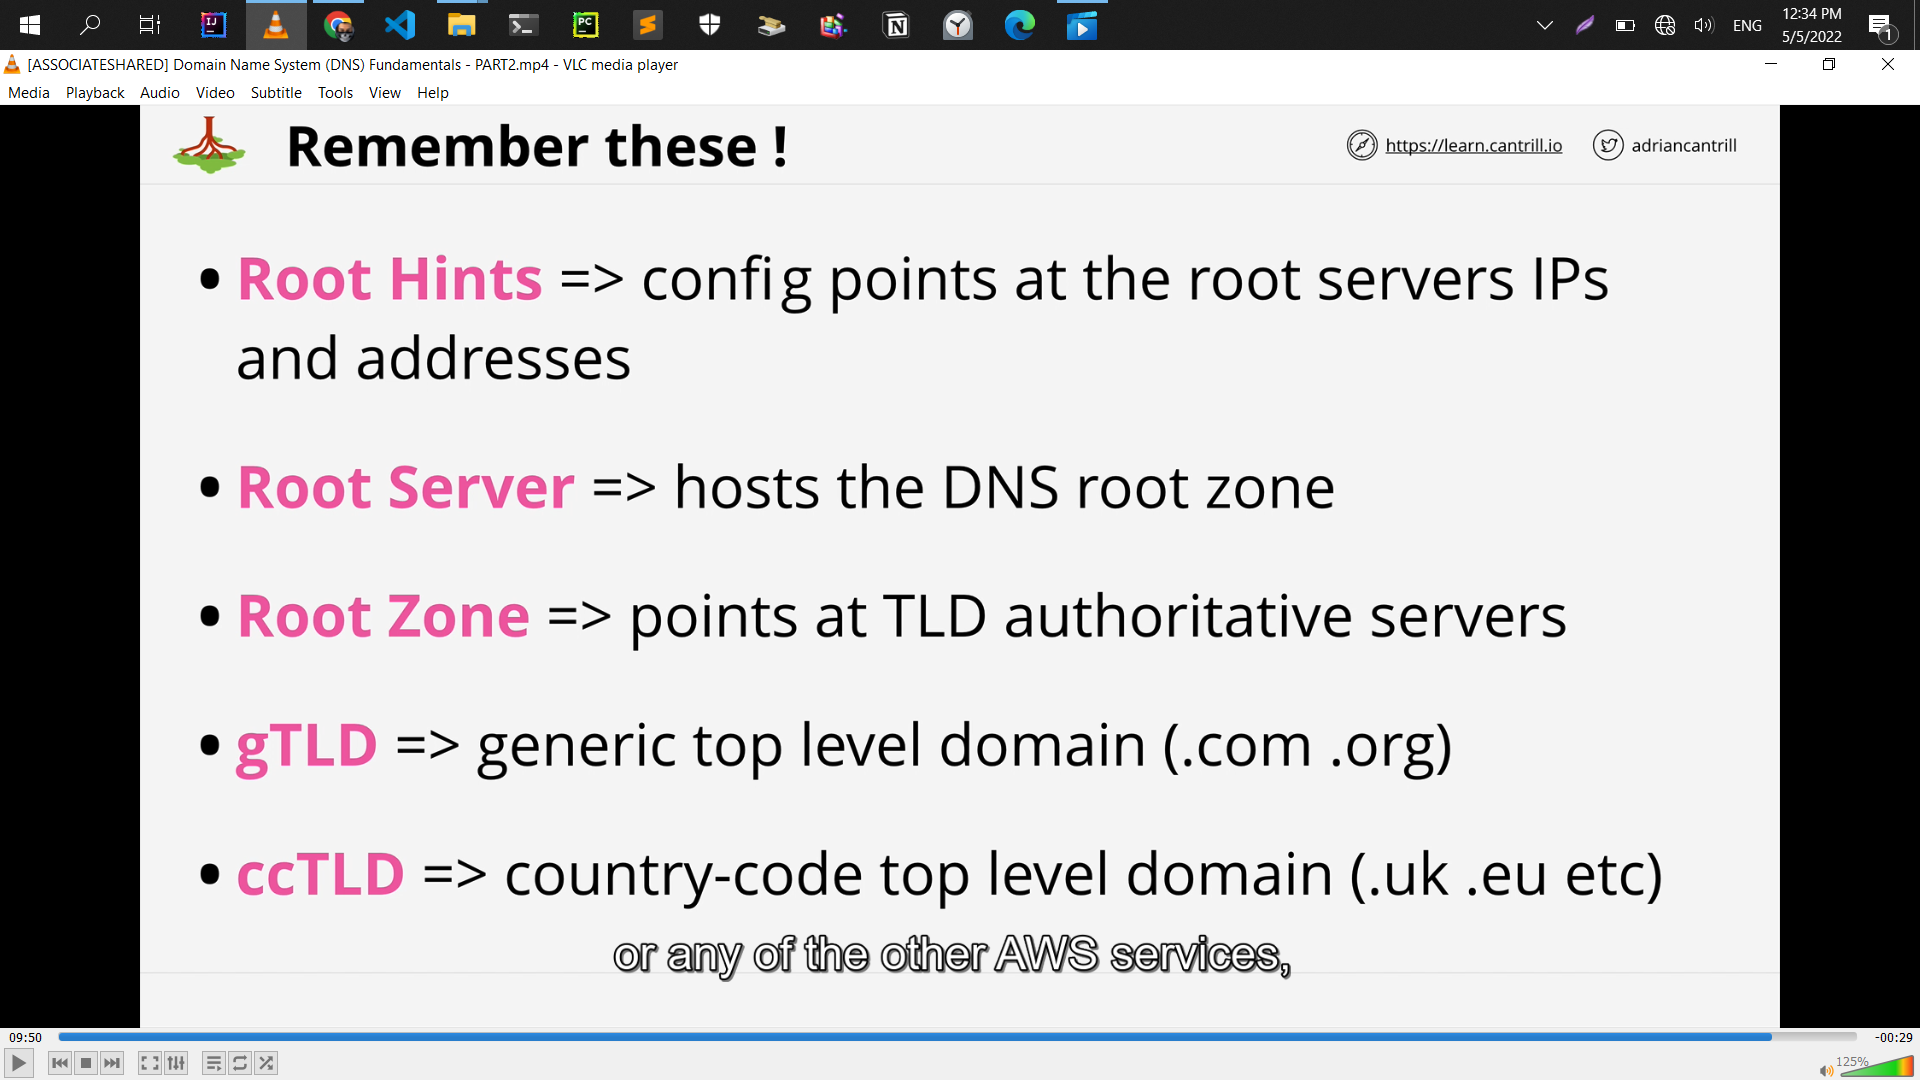 IJ
PC
N
ENG
12:34 PM
5/5/2022
1
[ASSOCIATESHARED] Domain Name System (DNS) Fundamentals - PART2.mp4 - VLC media player
Media Playback Audio Video Subtitle Tools View Help
Remember these !
https://learn.cantrill.io
adriancantrill
• Root Hints => config points at the root servers IPs
and addresses
• Root Server => hosts the DNS root zone
• Root Zone => points at TLD authoritative servers
• gTLD => generic top level domain (.com .org)
• ccTLD => country-code top level domain (.uk .eu etc)
or any of the other AWS services,
09:50
-00:29
125%